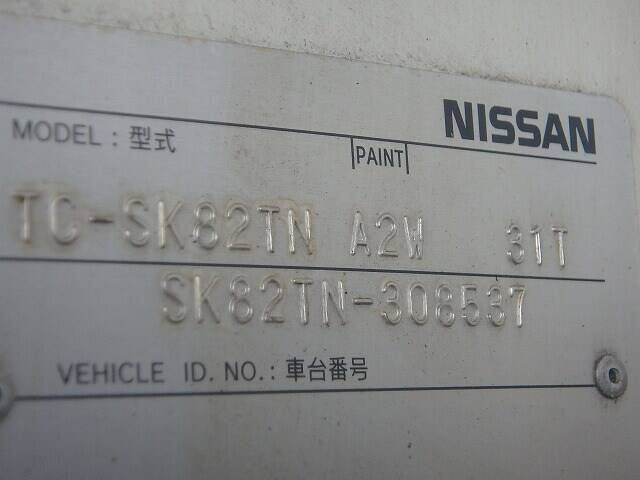 NISSAN
MODEL : 型式 PAINT
TC-SK82TN A2W 31T
SK82TN-308537
VEHICLE ID. NO. : 車台番号